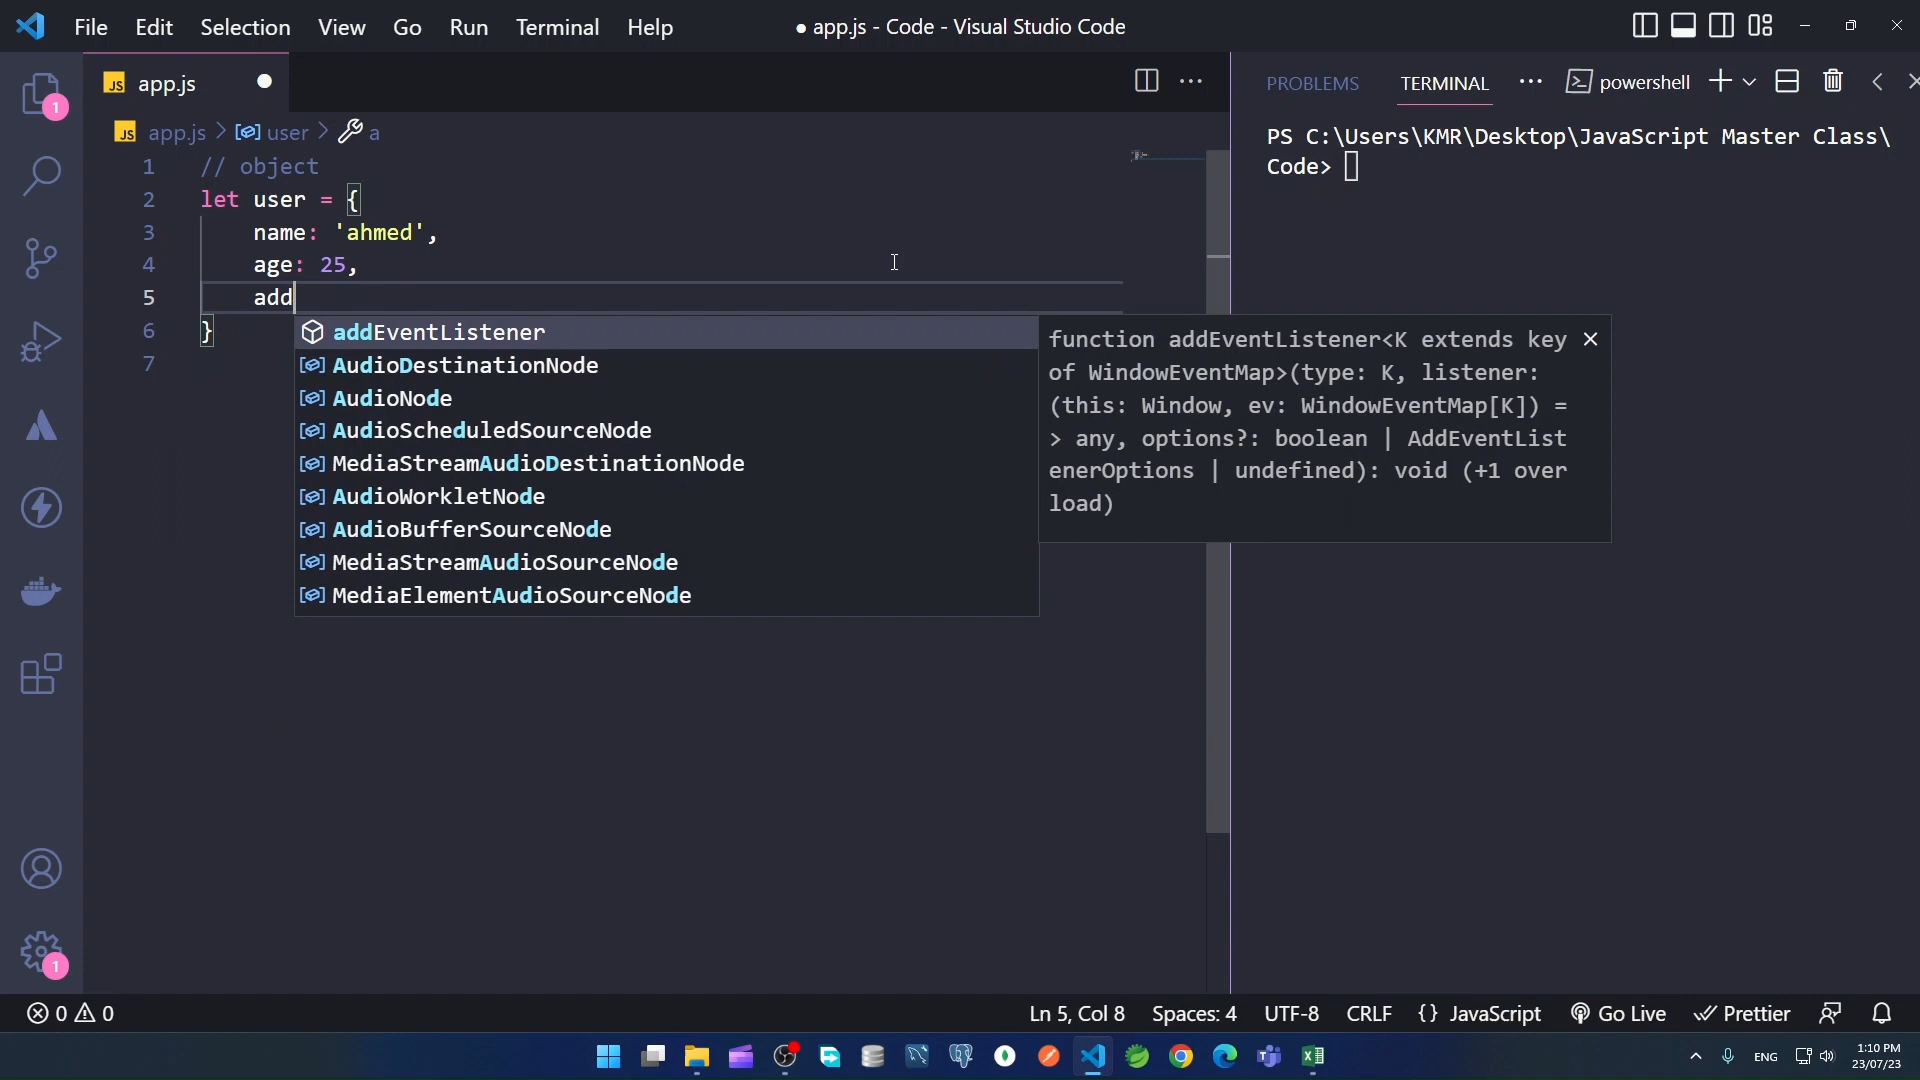 File Edit Selection View Go Run Terminal Help
● app.js - Code - Visual Studio Code
JS app.js
PROBLEMS TERMINAL ··· powershell
JS app.js > user > a
1 // object
2 let user = {
3 name: 'ahmed',
4 age: 25,
5 add
6 }
7
addEventListener
AudioDestinationNode
AudioNode
AudioScheduledSourceNode
MediaStreamAudioDestinationNode
AudioWorkletNode
AudioBufferSourceNode
MediaStreamAudioSourceNode
MediaElementAudioSourceNode
function addEventListener<K extends key
of WindowEventMap>(type: K, listener:
(this: Window, ev: WindowEventMap[K]) =
> any, options?: boolean | AddEventList
enerOptions | undefined): void (+1 over
load)
PS C:\Users\KMR\Desktop\JavaScript Master Class\
Code>
1
1
0 0
Ln 5, Col 8 Spaces: 4 UTF-8 CRLF {} JavaScript Go Live Prettier
ENG
1:10 PM
23/07/23